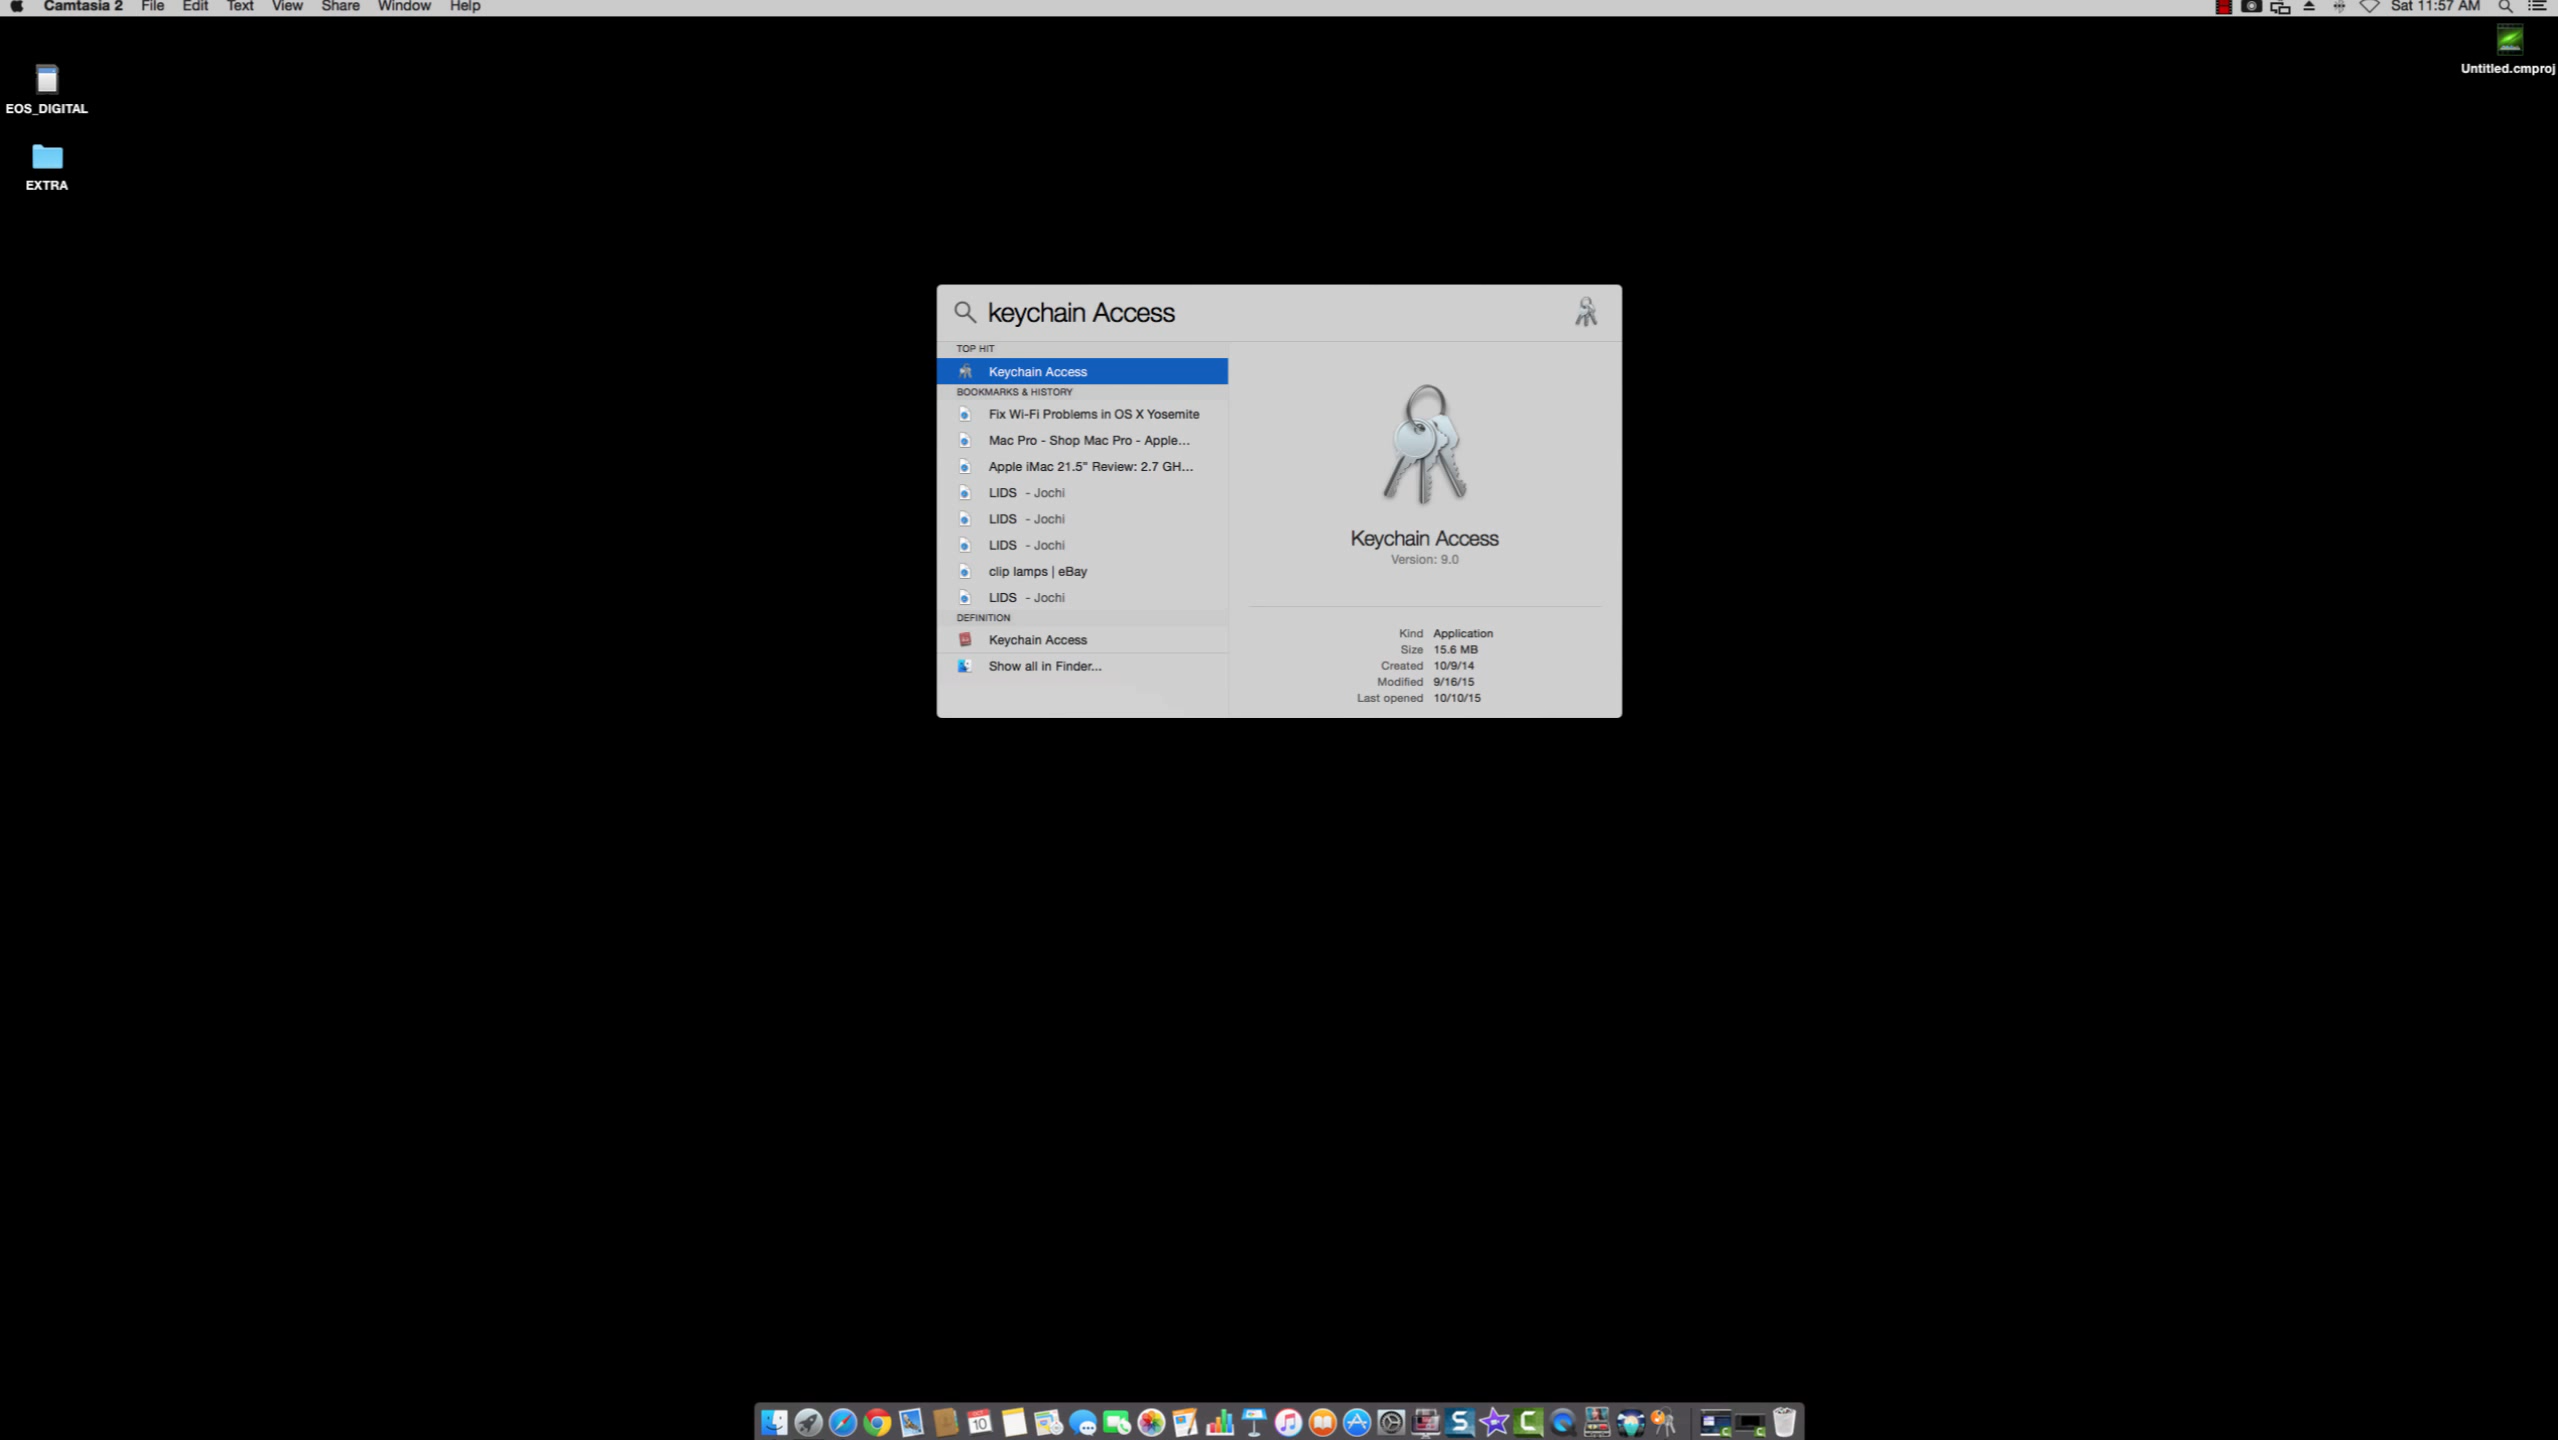 Camtasia 2 File Edit Text View Share Window Help
Sat 11:57 AM
EOS_DIGITAL
EXTRA
Untitled.cmproj
keychain Access
TOP HIT
Keychain Access
BOOKMARKS & HISTORY
Fix Wi-Fi Problems in OS X Yosemite
Mac Pro - Shop Mac Pro - Apple...
Apple iMac 21.5" Review: 2.7 GH...
LIDS - Jochi
LIDS - Jochi
LIDS - Jochi
clip lamps | eBay
LIDS - Jochi
DEFINITION
Keychain Access
Show all in Finder...
Keychain Access
Version: 9.0
Kind Application
Size 15.6 MB
Created 10/9/14
Modified 9/16/15
Last opened 10/10/15
10